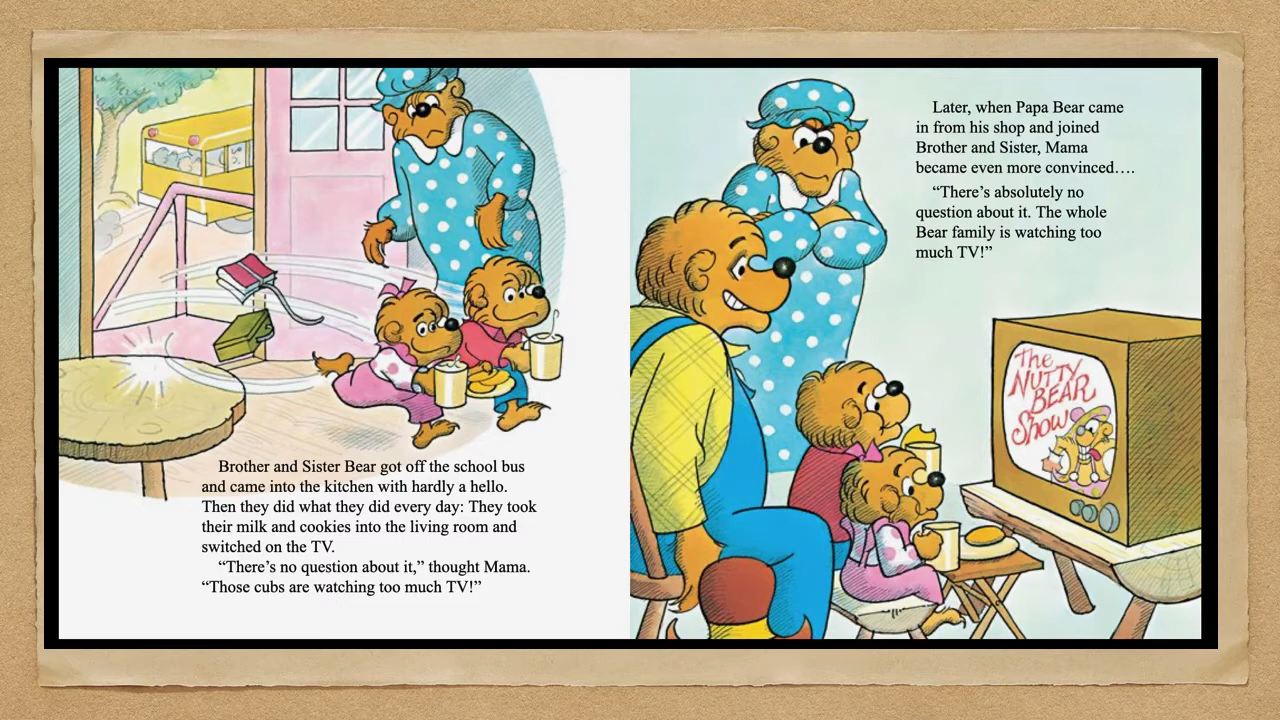 Brother and Sister Bear got off the school bus
and came into the kitchen with hardly a hello.
Then they did what they did every day: They took
their milk and cookies into the living room and
switched on the TV.
“There’s no question about it,” thought Mama.
“Those cubs are watching too much TV!”
Later, when Papa Bear came
in from his shop and joined
Brother and Sister, Mama
became even more convinced….
“There’s absolutely no
question about it. The whole
Bear family is watching too
much TV!”
The
NUTTY
BEAR
Show